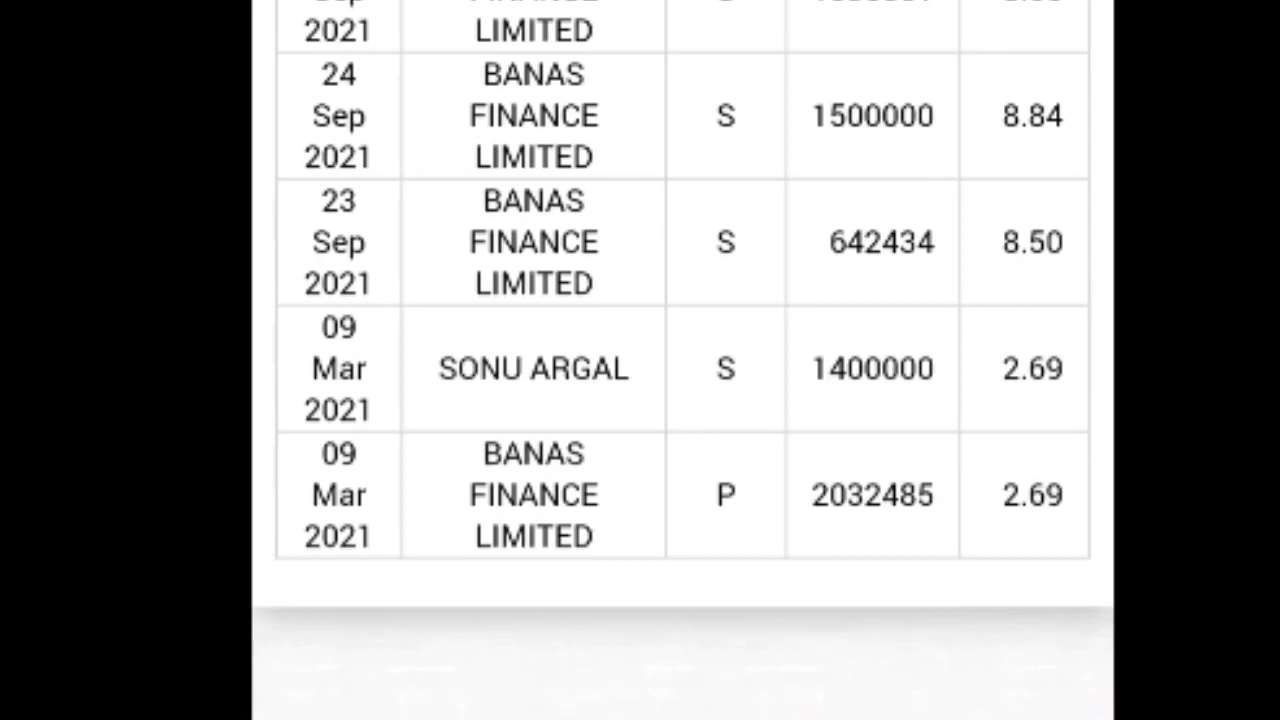 2021 LIMITED
24 BANAS
Sep FINANCE S 1500000 8.84
2021 LIMITED
23 BANAS
Sep FINANCE S 642434 8.50
2021 LIMITED
09
Mar SONU ARGAL S 1400000 2.69
2021
09 BANAS
Mar FINANCE P 2032485 2.69
2021 LIMITED